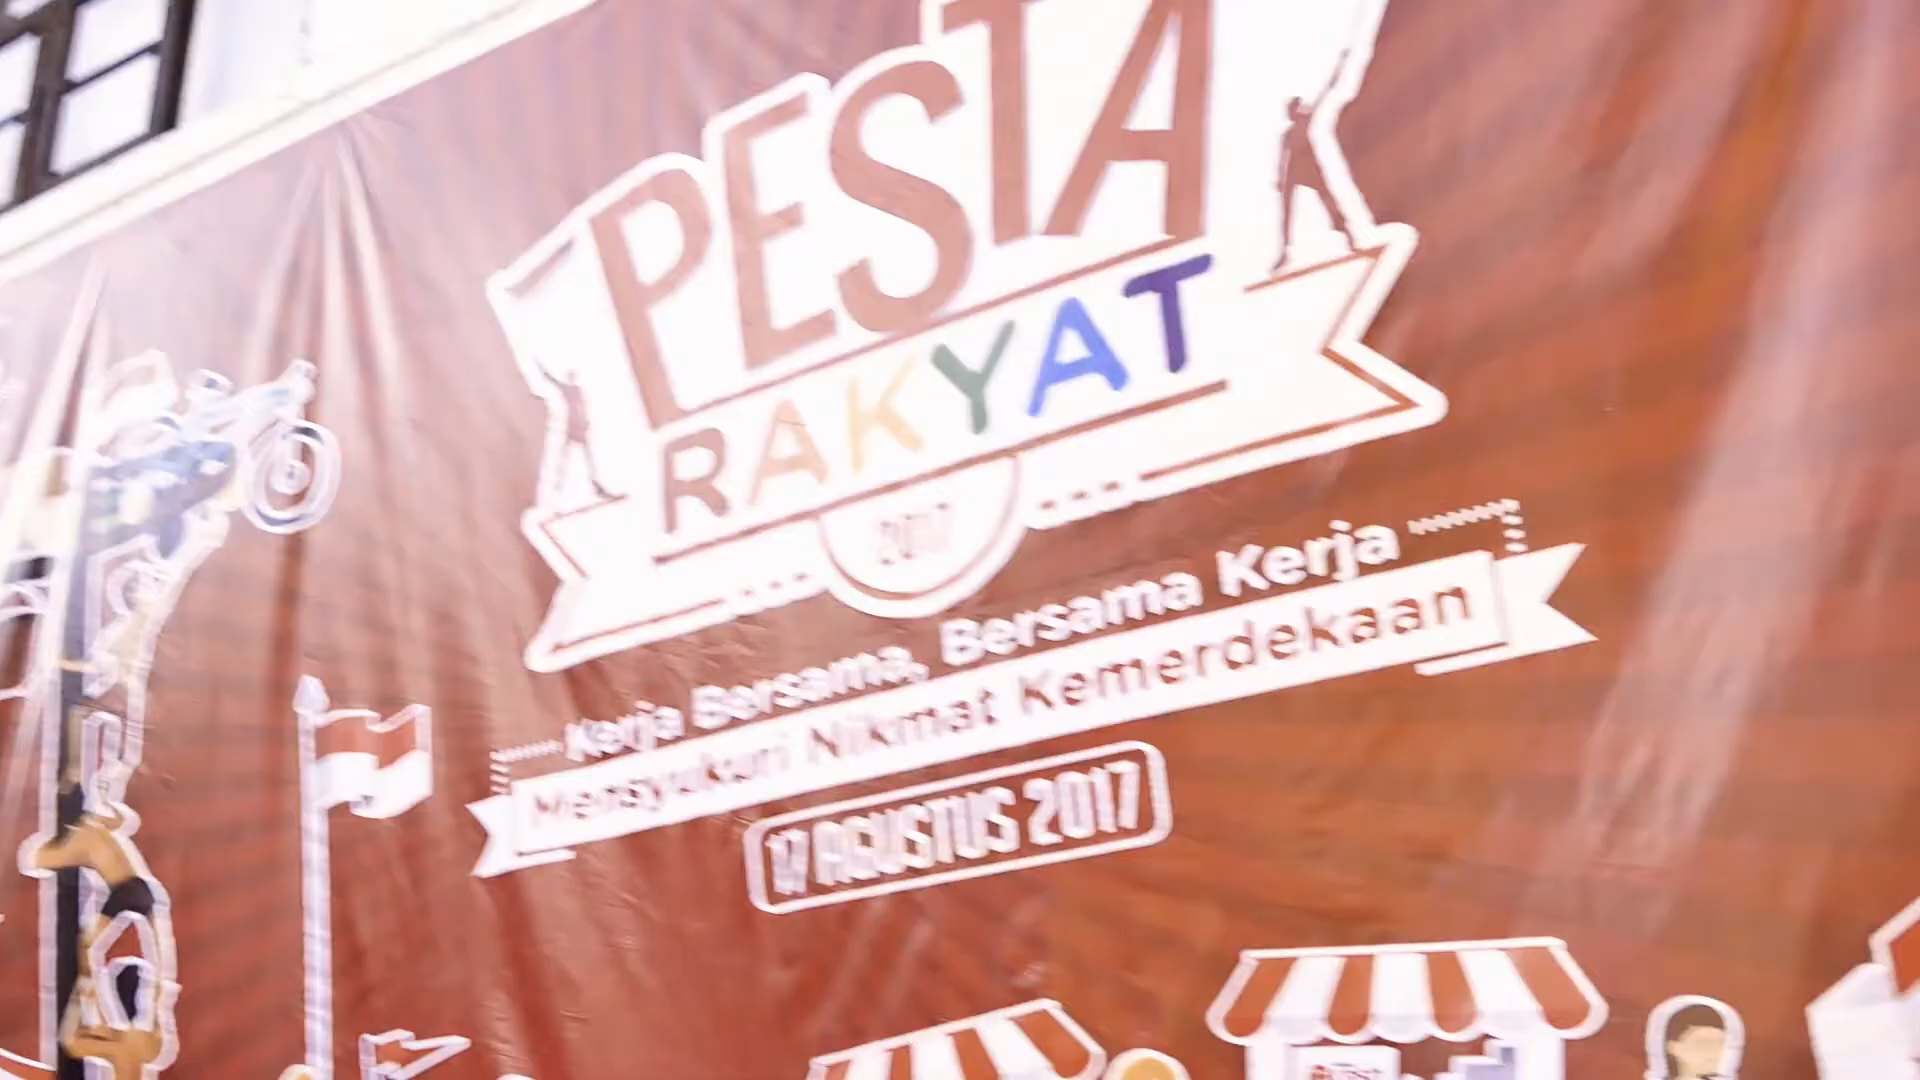 PESTA
RAKYAT
2017
Kerja Bersama, Bersama Kerja
Mensyukuri Nikmat Kemerdekaan
17 AGUSTUS 2017